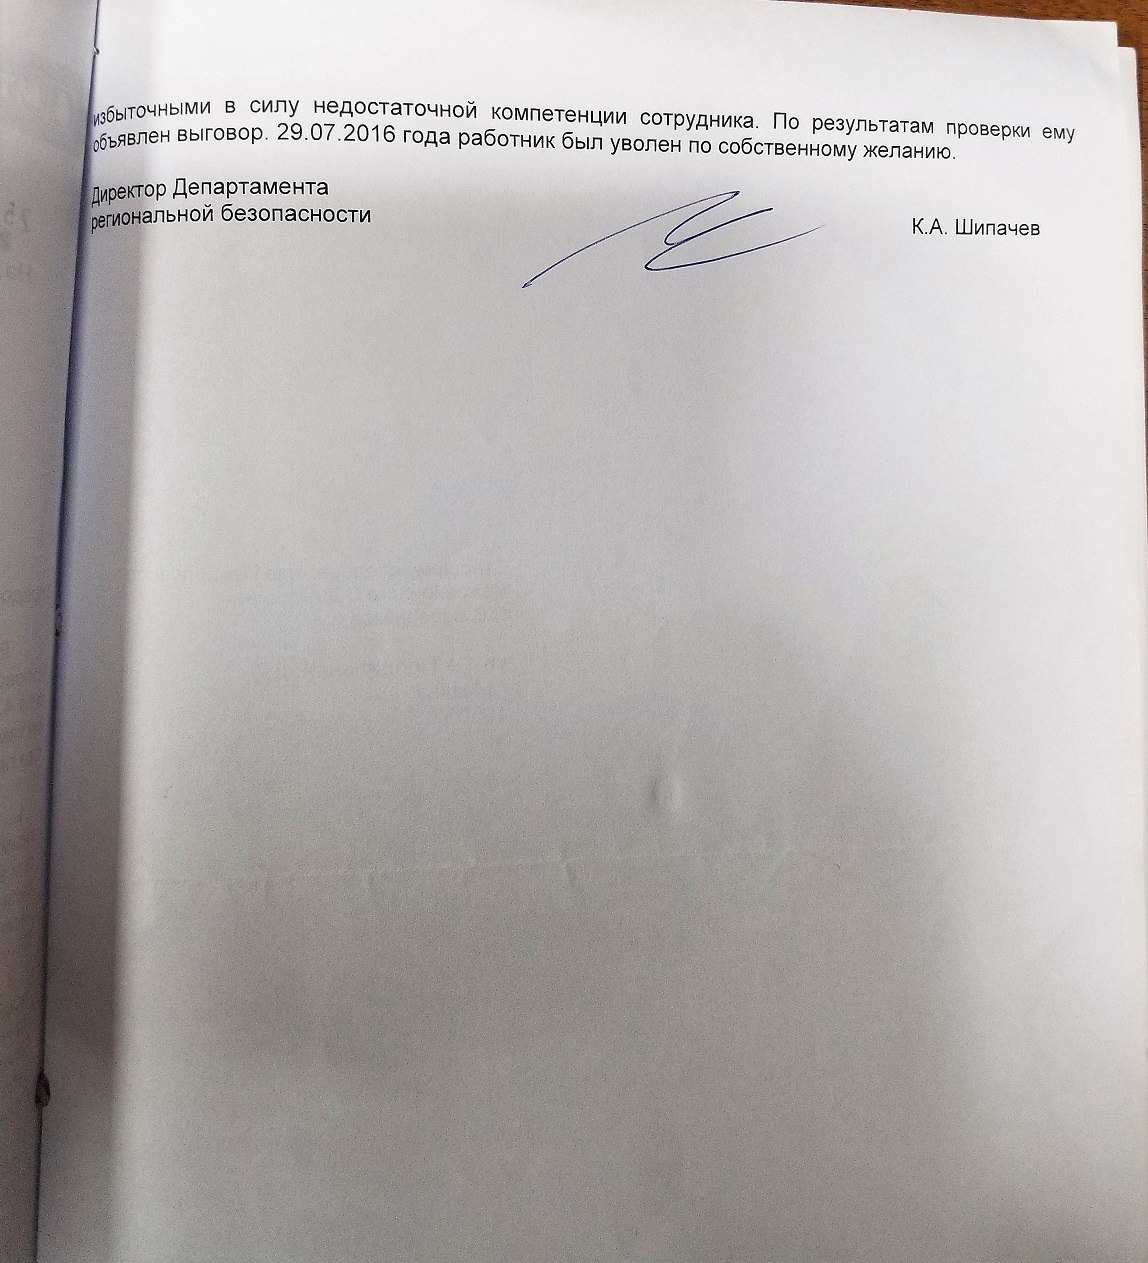 избыточными в силу недостаточной компетенции сотрудника. По результатам проверки ему
объявлен выговор. 29.07.2016 года работник был уволен по собственному желанию.
Директор Департамента
региональной безопасности
К.А. Шипачев